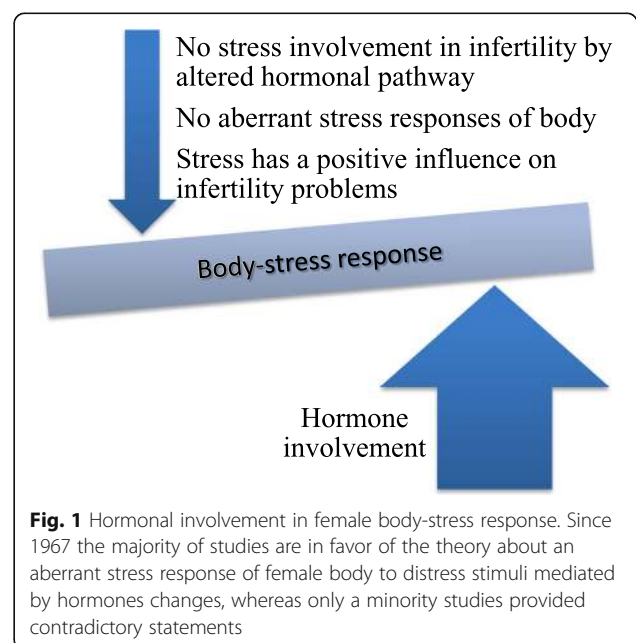 No stress involvement in infertility by
altered hormonal pathway
No aberrant stress responses of body
Stress has a positive influence on
infertility problems
Body-stress response
Hormone
involvement
Fig. 1 Hormonal involvement in female body-stress response. Since
1967 the majority of studies are in favor of the theory about an
aberrant stress response of female body to distress stimuli mediated
by hormones changes, whereas only a minority studies provided
contradictory statements